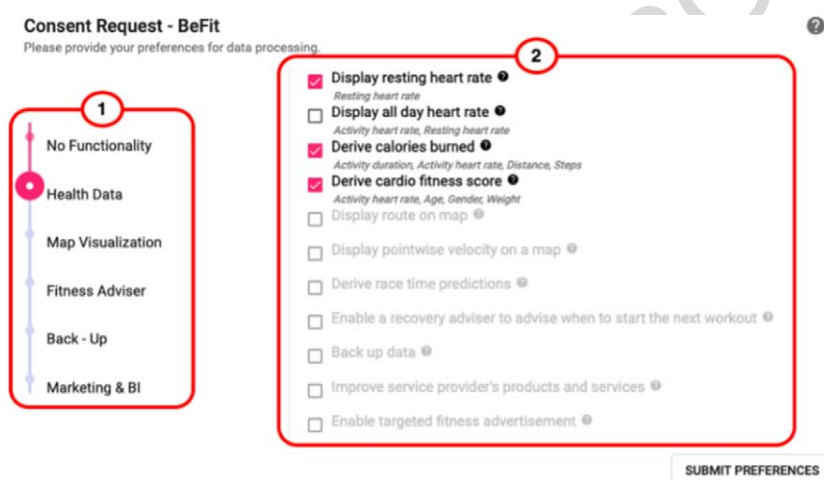 Consent Request - BeFit
Please provide your preferences for data processing.
1
No Functionality
Health Data
Map Visualization
Fitness Adviser
Back - Up
Marketing & BI
2
Display resting heart rate ?
Resting heart rate
Display all day heart rate ?
Activity heart rate, Resting heart rate
Derive calories burned ?
Activity duration, Activity heart rate, Distance, Steps
Derive cardio fitness score ?
Activity heart rate, Age, Gender, Weight
Display route on map ?
Display pointwise velocity on a map ?
Derive race time predictions ?
Enable a recovery adviser to advise when to start the next workout ?
Back up data ?
Improve service provider's products and services ?
Enable targeted fitness advertisement ?
SUBMIT PREFERENCES